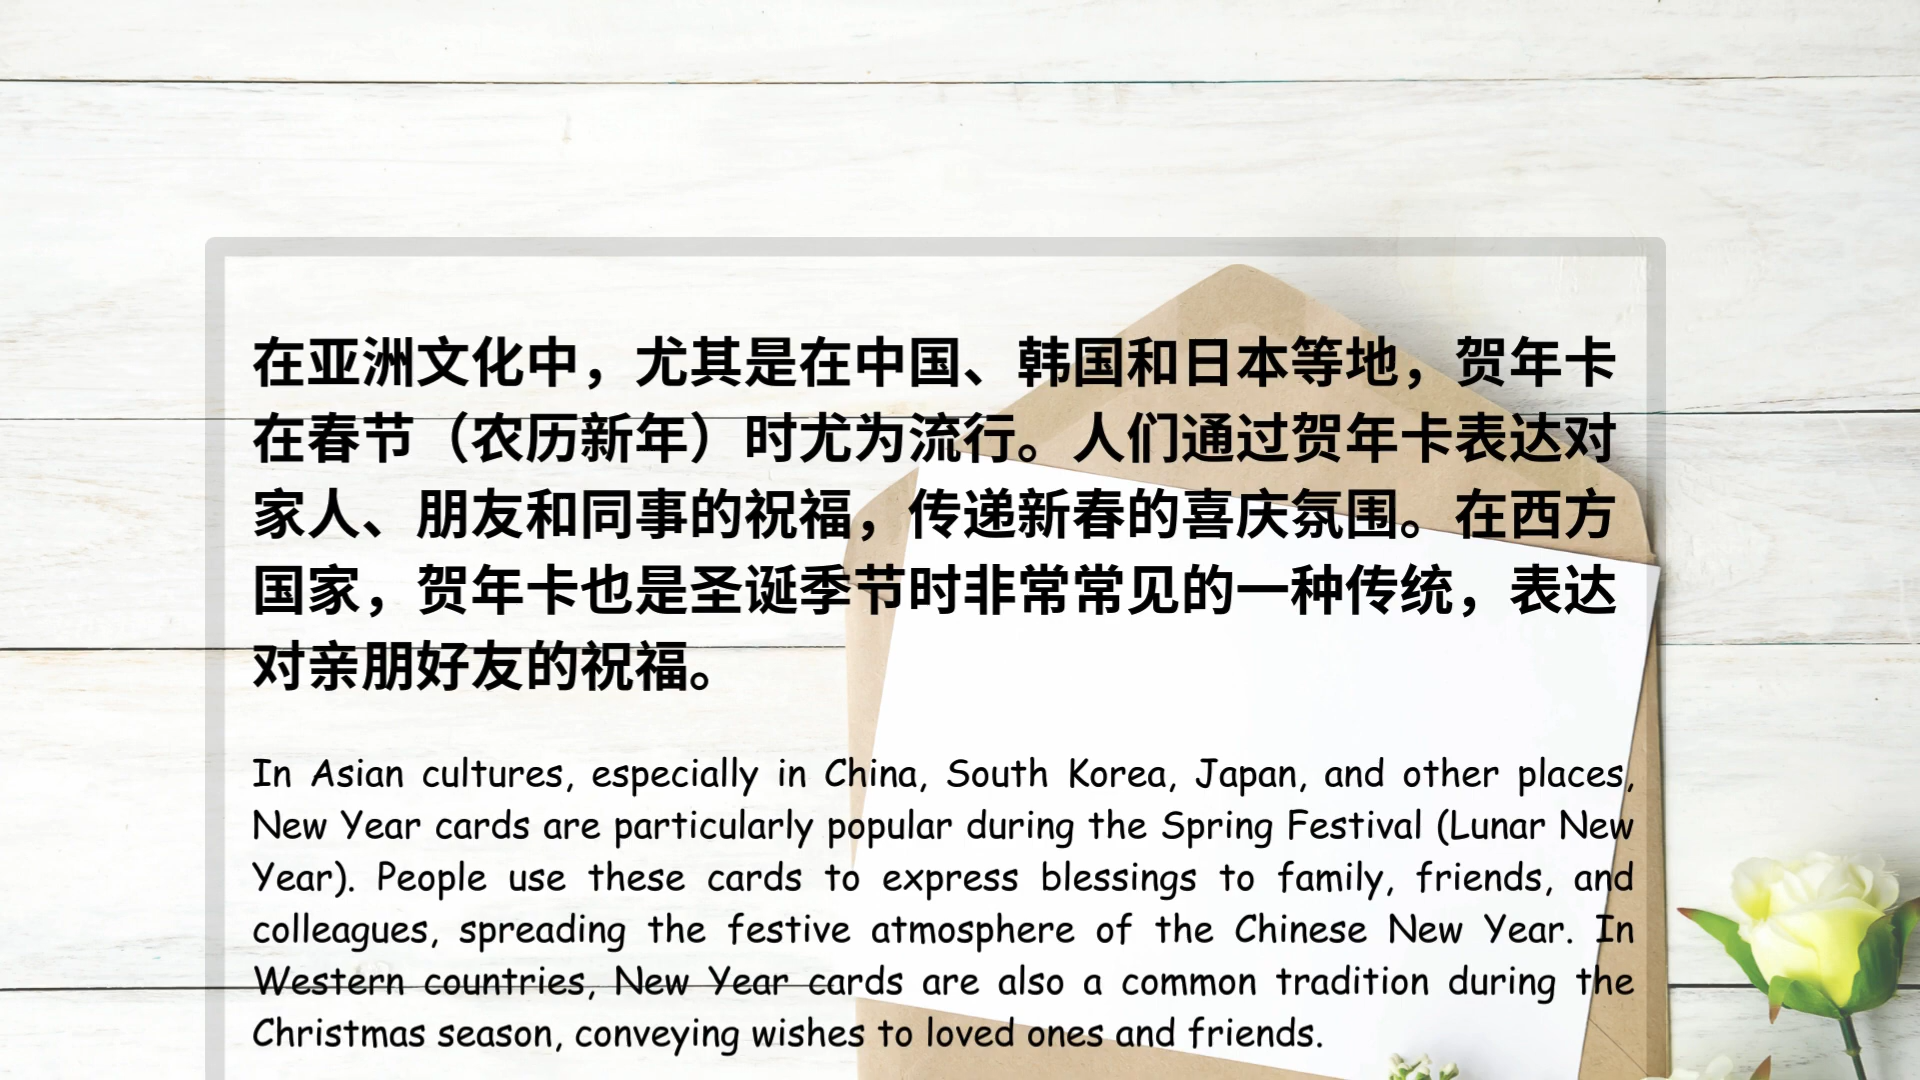 在亚洲文化中，尤其是在中国、韩国和日本等地，贺年卡
在春节（农历新年）时尤为流行。人们通过贺年卡表达对
家人、朋友和同事的祝福，传递新春的喜庆氛围。在西方
国家，贺年卡也是圣诞季节时非常常见的一种传统，表达
对亲朋好友的祝福。
In Asian cultures, especially in China, South Korea, Japan, and other places,
New Year cards are particularly popular during the Spring Festival (Lunar New
Year). People use these cards to express blessings to family, friends, and
colleagues, spreading the festive atmosphere of the Chinese New Year. In
Western countries, New Year cards are also a common tradition during the
Christmas season, conveying wishes to loved ones and friends.